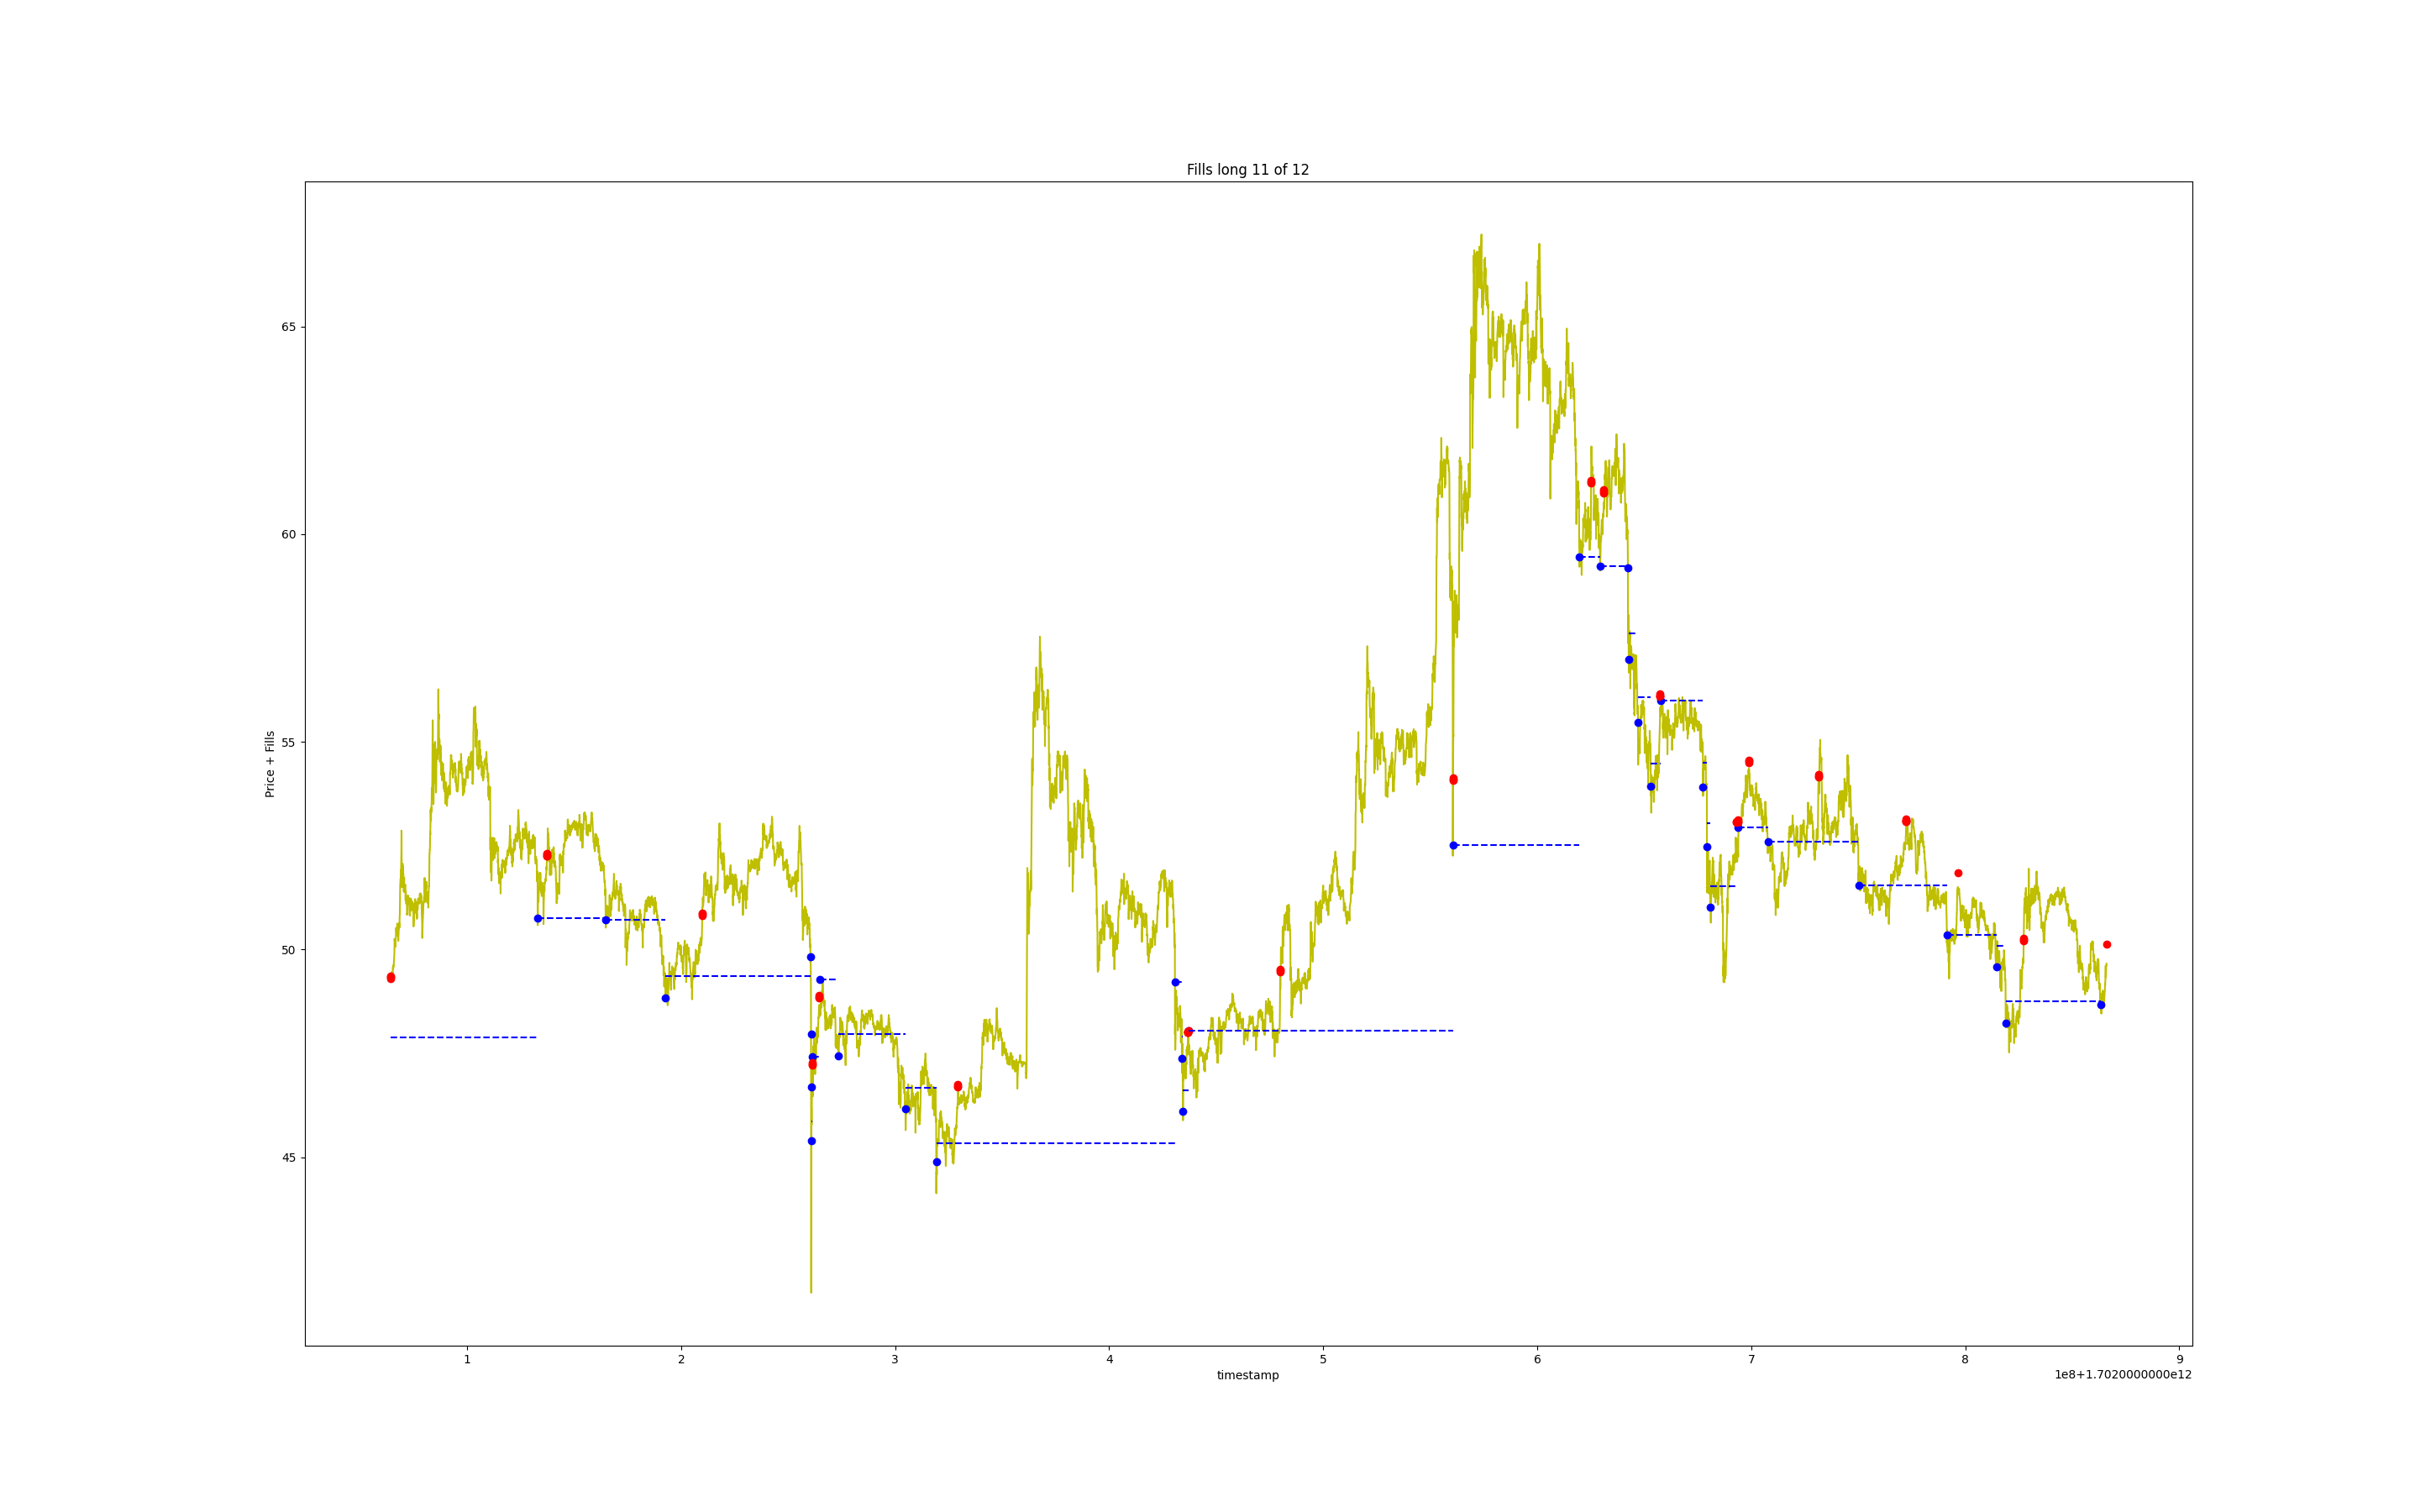 Fills long 11 of 12
Price + Fills
65
60
55
50
45
1 2 3 4 5 6 7 8 9
timestamp
1e8+1.7020000000e12